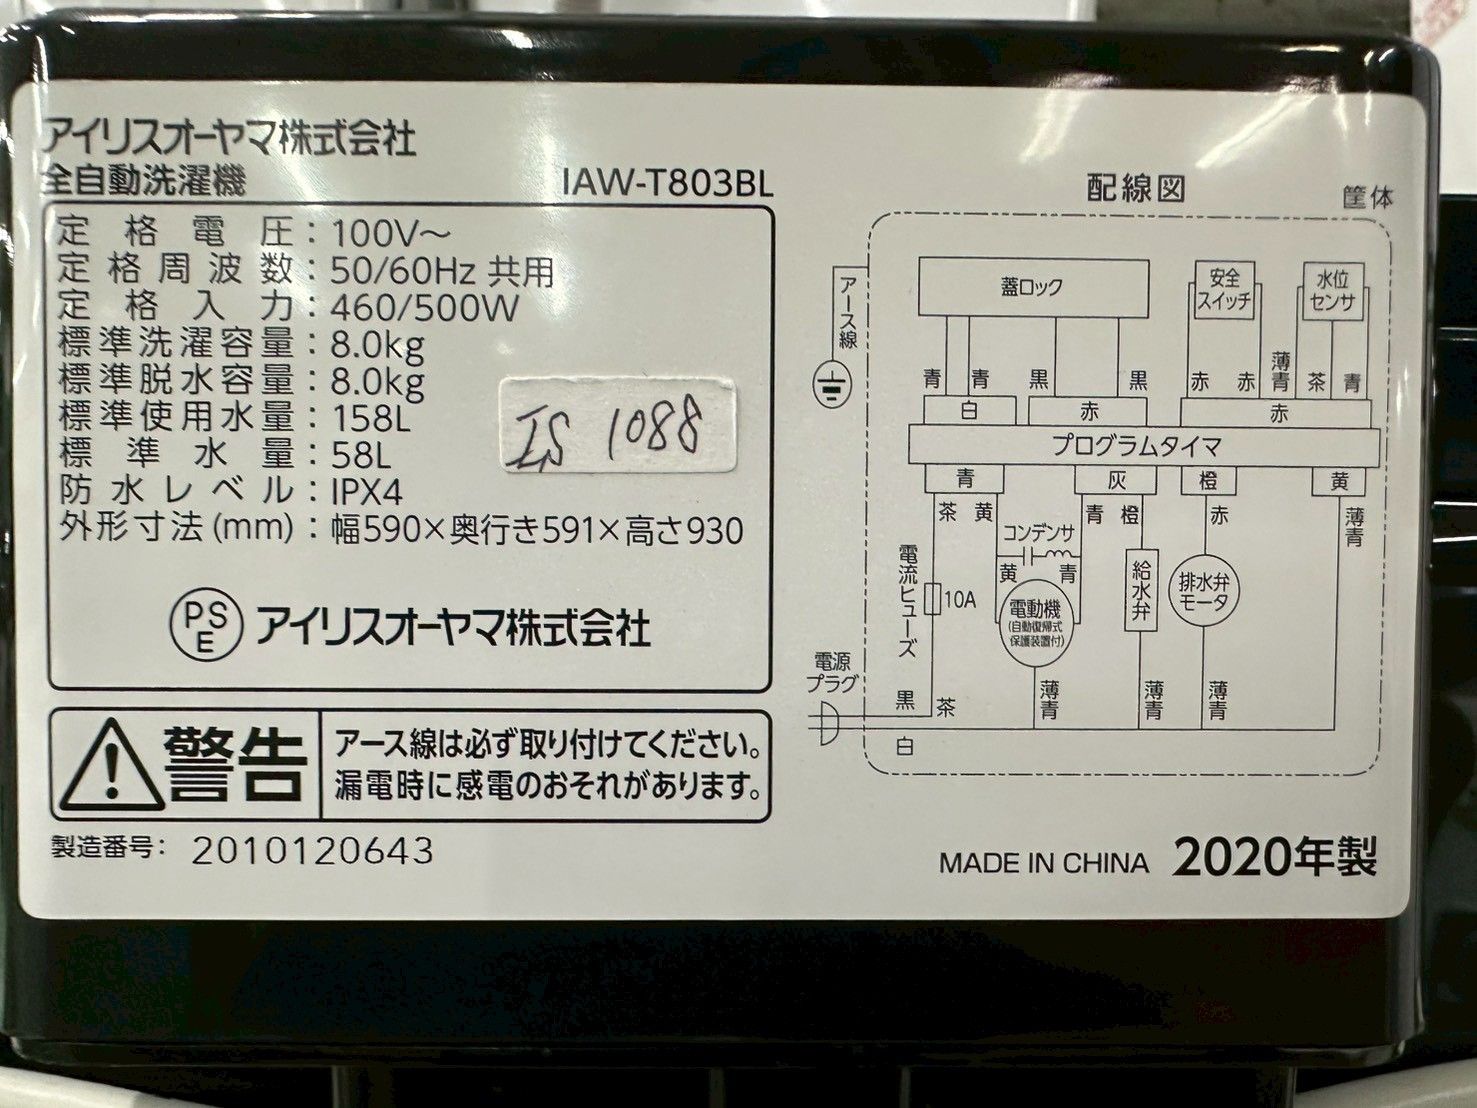 アイリスオーヤマ株式会社
全自動洗濯機 IAW-T803BL
定格電圧：100V～
定格周波数：50/60Hz 共用
定格入力：460/500W
標準洗濯容量：8.0kg
標準脱水容量：8.0kg
標準使用水量：158L
標準水量：58L
防水レベル：IPX4
外形寸法(mm)：幅590×奥行き591×高さ930
IS 1088
PS
E
アイリスオーヤマ株式会社
警告
アース線は必ず取り付けてください。
漏電時に感電のおそれがあります。
製造番号： 2010120643
配線図
筐体
アース線
蓋ロック
安全
スイッチ
水位
センサ
青 青 黒 黒 赤 赤 薄青 茶 青
白 赤 赤
プログラムタイマ
青 灰 橙 黄
茶 黄 青 橙 赤 薄青
コンデンサ
黄 青
電流ヒューズ
10A
電動機
(自動復帰式
保護装置付)
給水弁
排水弁
モータ
電源
プラグ
黒 茶 薄青 薄青 薄青
白
MADE IN CHINA 2020年製